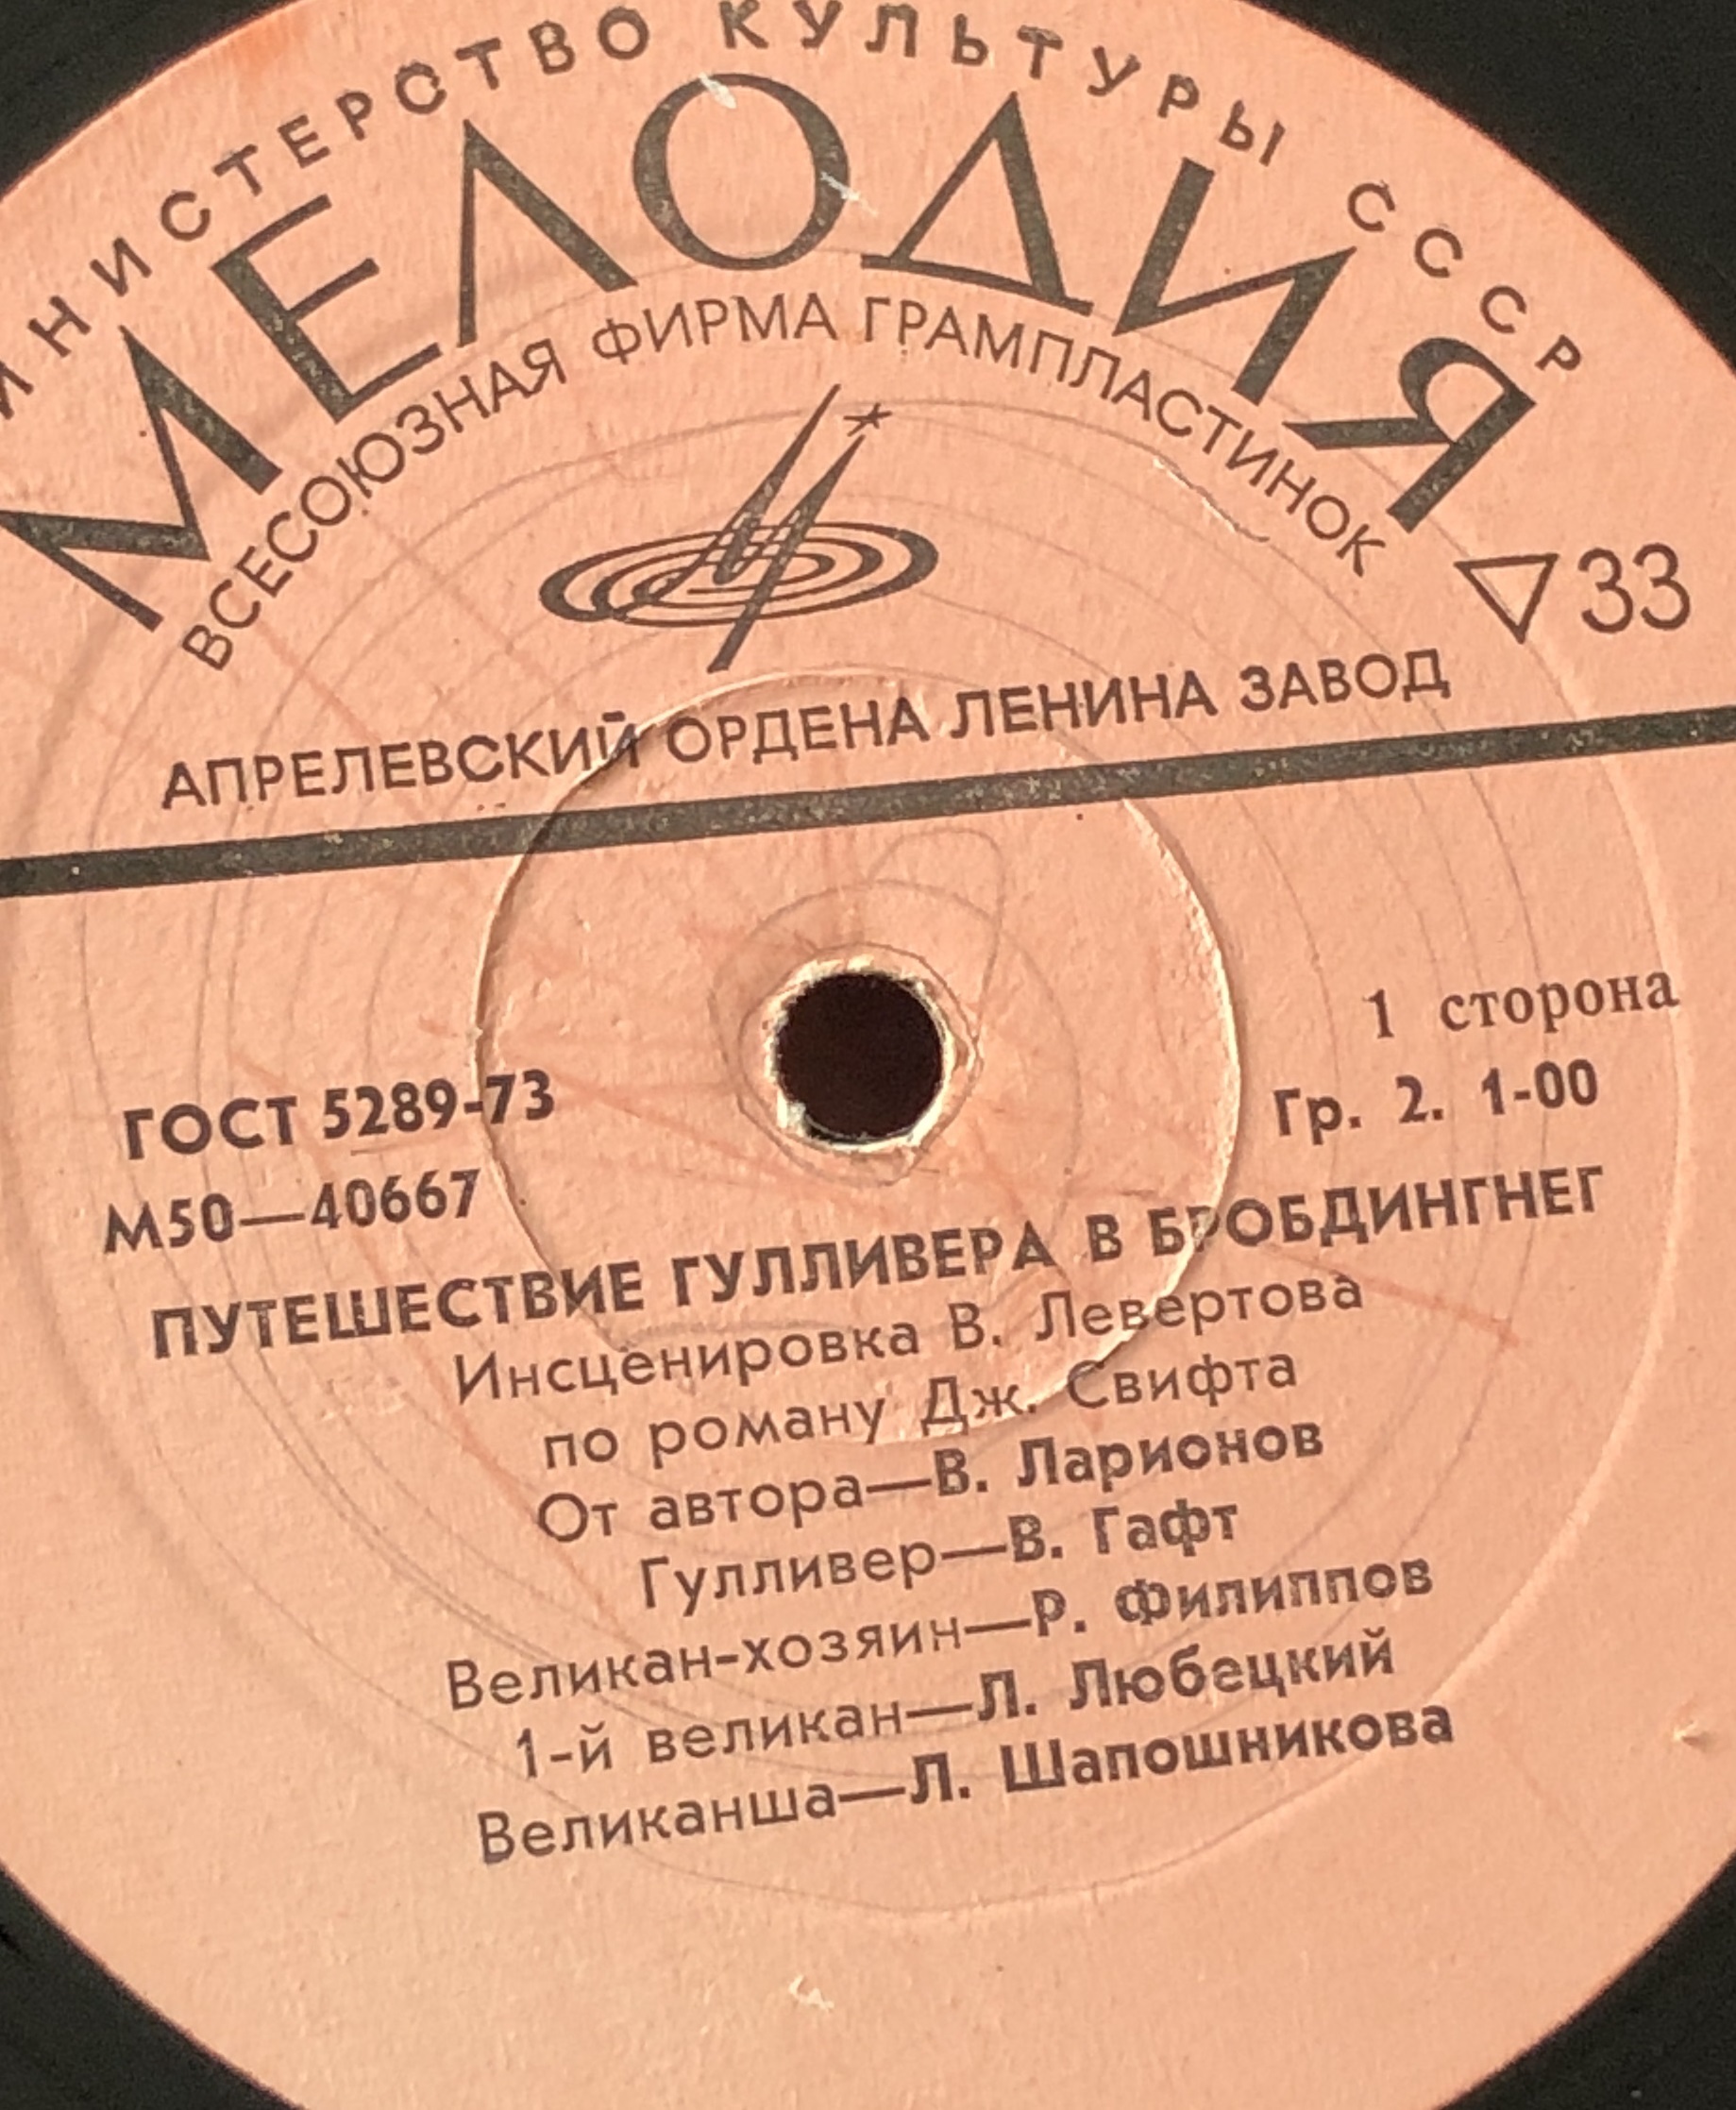 МИНИСТЕРСТВО КУЛЬТУРЫ СССР
МЕЛОДИЯ
ВСЕСОЮЗНАЯ ФИРМА ГРАМПЛАСТИНОК
33
АПРЕЛЕВСКИЙ ОРДЕНА ЛЕНИНА ЗАВОД
1 сторона
ГОСТ 5289-73
Гр. 2. 1-00
М50—40667
ПУТЕШЕСТВИЕ ГУЛЛИВЕРА В БРОБДИНГНЕГ
Инсценировка В. Левертова
по роману Дж. Свифта
От автора—В. Ларионов
Гулливер—В. Гафт
Великан-хозяин—Р. Филиппов
1-й великан—Л. Любецкий
Великанша—Л. Шапошникова